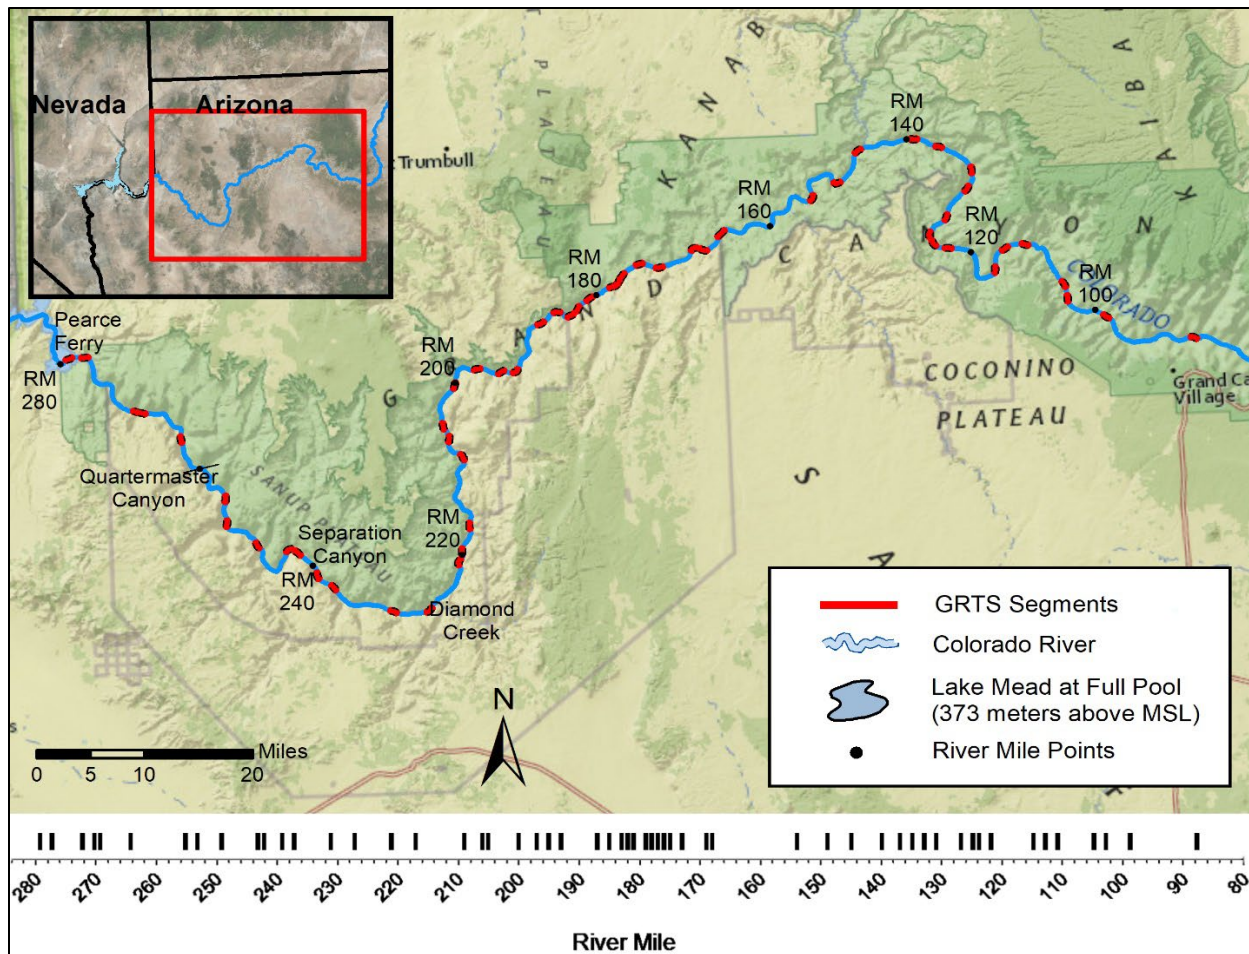 Nevada
Arizona
Trumbull
PLATEAU
KANAB
KAIBA
RM
140
RM
160
RM
180
RM
120
RM
100
COLORADO
GRAND
CANYON
Pearce
Ferry
RM
280
RM
200
COCONINO
PLATEAU
Grand Ca
Village
Quartermaster
Canyon
SANUP PLATEAU
Separation
Canyon
RM
240
RM
220
Diamond
Creek
S
A
N
Miles
0 5 10 20
GRTS Segments
Colorado River
Lake Mead at Full Pool
(373 meters above MSL)
River Mile Points
280 270 260 250 240 230 220 210 200 190 180 170 160 150 140 130 120 110 100 90 80
River Mile